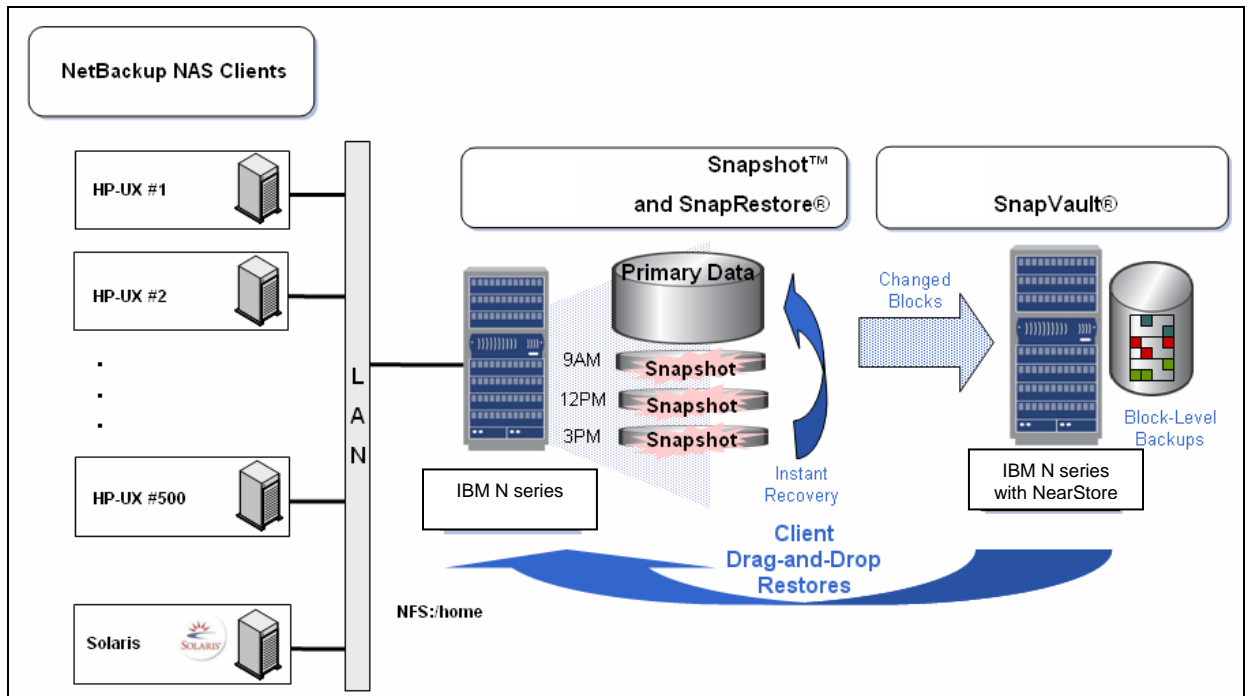 NetBackup NAS Clients
HP-UX #1
HP-UX #2
.
.
.
HP-UX #500
Solaris
SOLARIS
L
A
N
NFS:/home
Snapshot™
and SnapRestore®
SnapVault®
Primary Data
9AM
Snapshot
12PM
Snapshot
3PM
Snapshot
Instant
Recovery
IBM N series
Changed
Blocks
Block-Level
Backups
IBM N series
with NearStore
Client
Drag-and-Drop
Restores